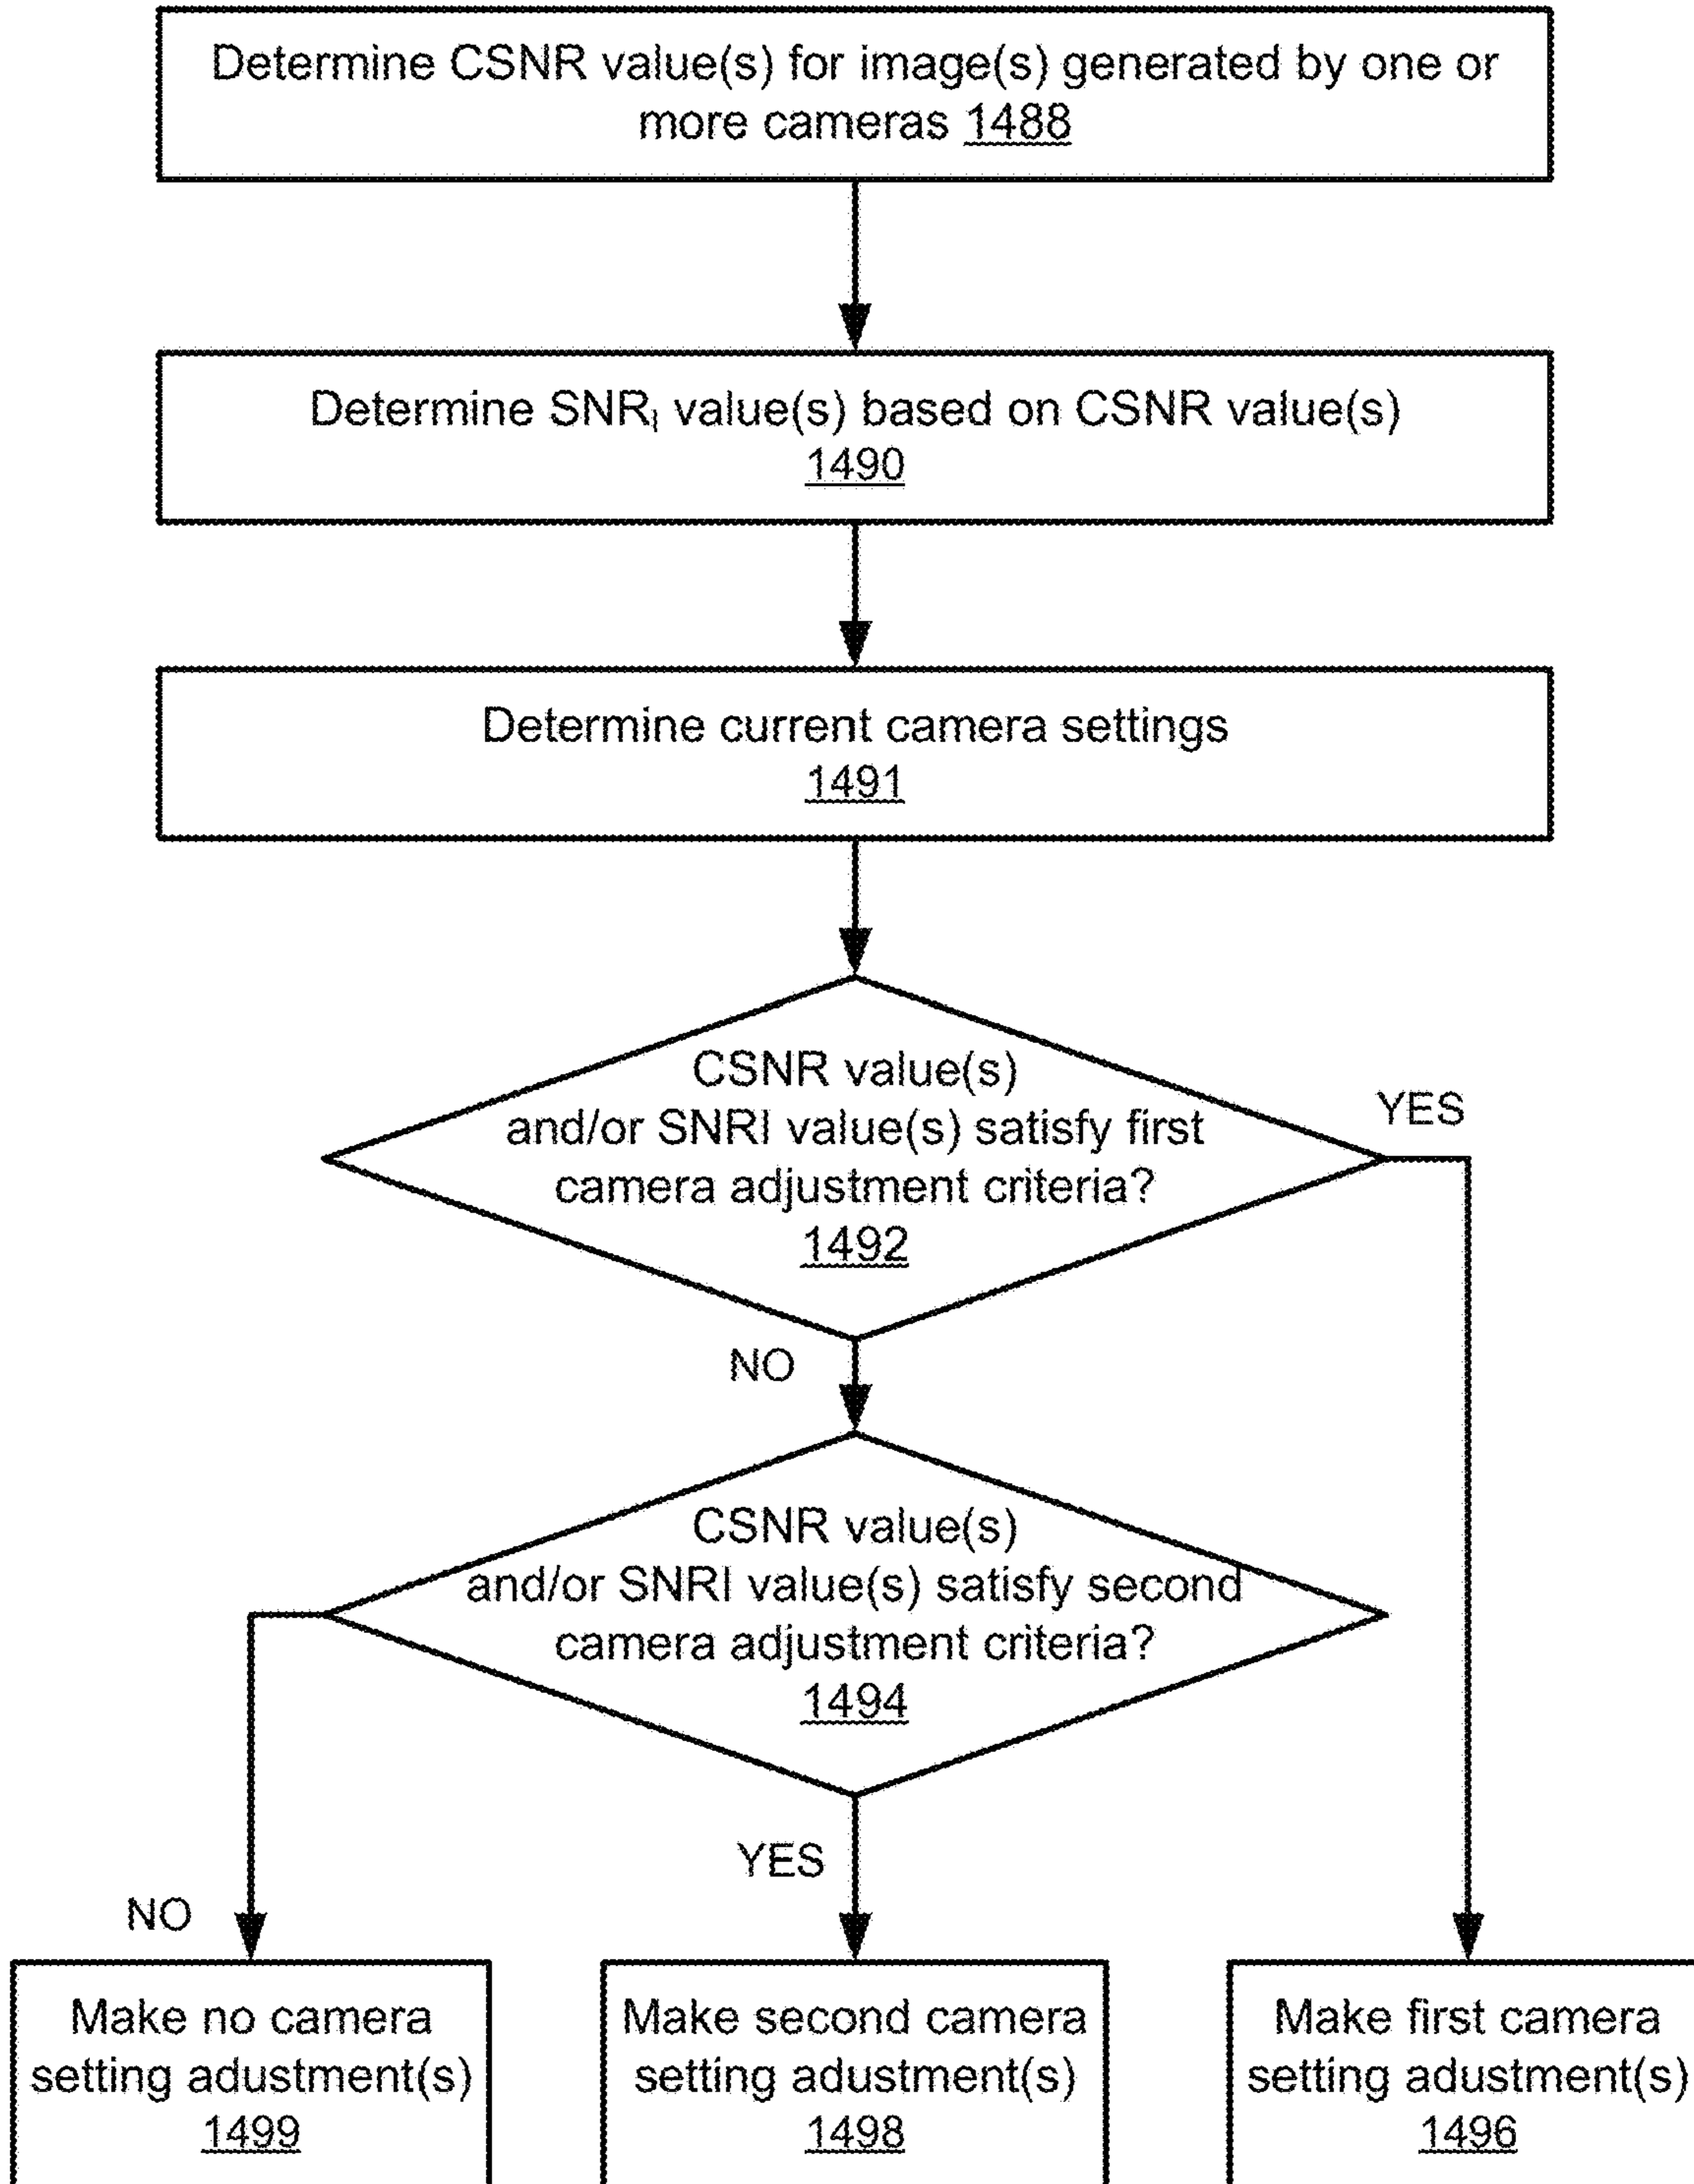 Determine CSNR value(s) for image(s) generated by one or
more cameras 1488
Determine SNRI value(s) based on CSNR value(s)
1490
Determine current camera settings
1491
CSNR value(s)
and/or SNRI value(s) satisfy first
camera adjustment criteria?
1492
YES
NO
CSNR value(s)
and/or SNRI value(s) satisfy second
camera adjustment criteria?
1494
YES
NO
Make no camera
setting adustment(s)
1499
Make second camera
setting adustment(s)
1498
Make first camera
setting adustment(s)
1496